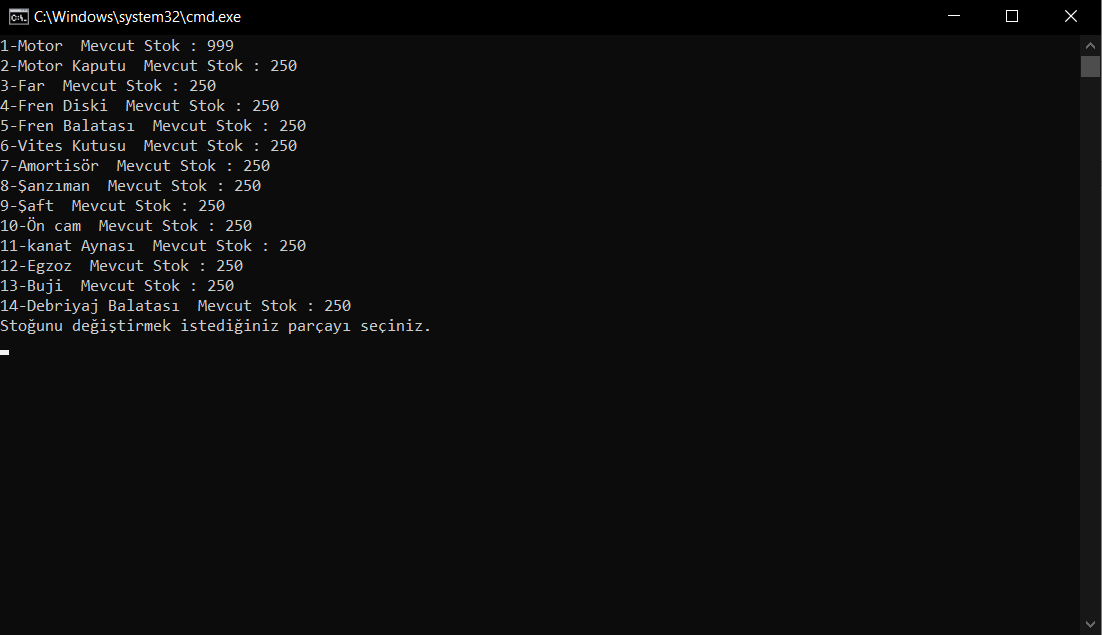 C:\Windows\system32\cmd.exe
1-Motor  Mevcut Stok : 999
2-Motor Kaputu  Mevcut Stok : 250
3-Far  Mevcut Stok : 250
4-Fren Diski  Mevcut Stok : 250
5-Fren Balatası  Mevcut Stok : 250
6-Vites Kutusu  Mevcut Stok : 250
7-Amortisör  Mevcut Stok : 250
8-Şanzıman  Mevcut Stok : 250
9-Şaft  Mevcut Stok : 250
10-Ön cam  Mevcut Stok : 250
11-kanat Aynası  Mevcut Stok : 250
12-Egzoz  Mevcut Stok : 250
13-Buji  Mevcut Stok : 250
14-Debriyaj Balatası  Mevcut Stok : 250
Stoğunu değiştirmek istediğiniz parçayı seçiniz.